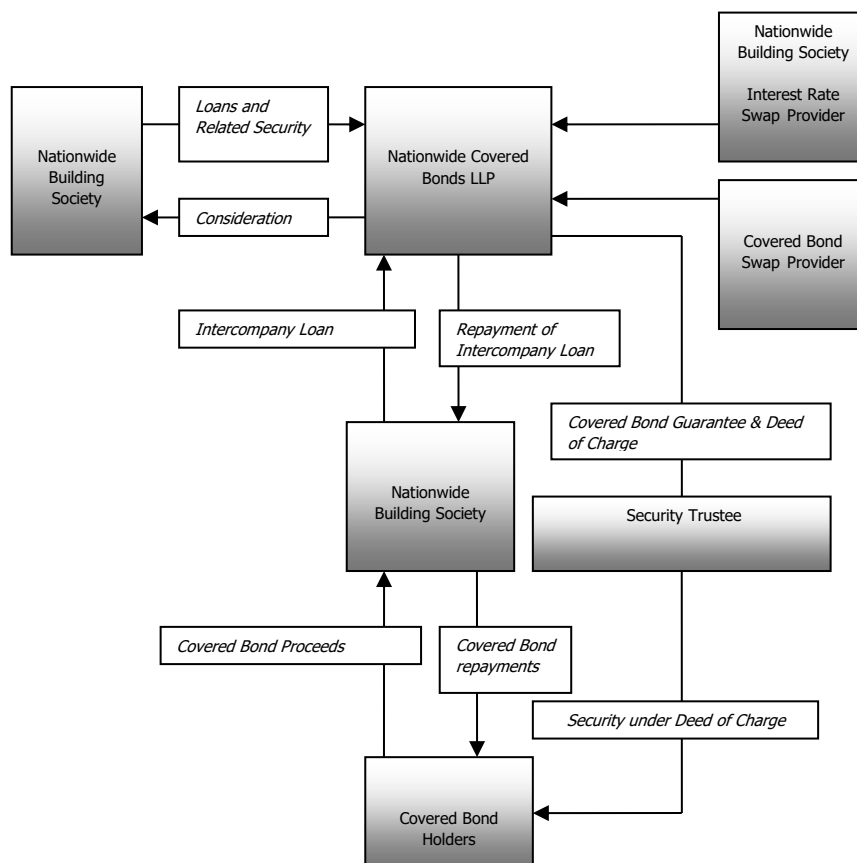 Nationwide
Building Society
Interest Rate
Swap Provider
Loans and
Related Security
Nationwide
Building
Society
Nationwide Covered
Bonds LLP
Consideration
Covered Bond
Swap Provider
Intercompany Loan
Repayment of
Intercompany Loan
Covered Bond Guarantee & Deed
of Charge
Nationwide
Building Society
Security Trustee
Covered Bond Proceeds
Covered Bond
repayments
Security under Deed of Charge
Covered Bond
Holders